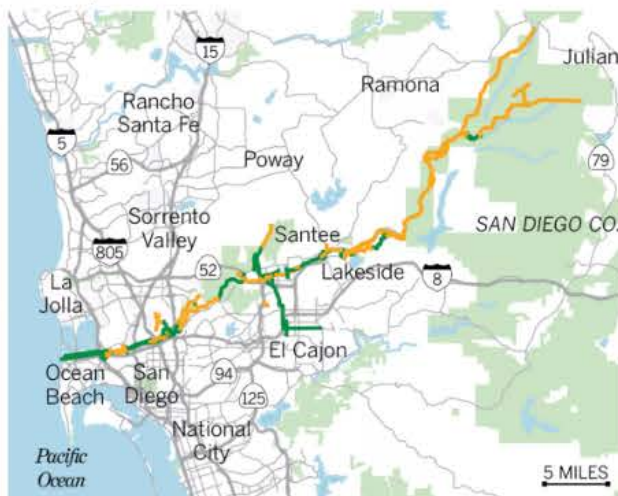 15
Julian
Ramona
Rancho
Santa Fe
5
56
Poway
79
Sorrento
Valley
SAN DIEGO CO.
Santee
805
52
Lakeside
La
Jolla
8
El Cajon
Ocean
Beach
San
Diego
94
125
National
City
Pacific
Ocean
5 MILES